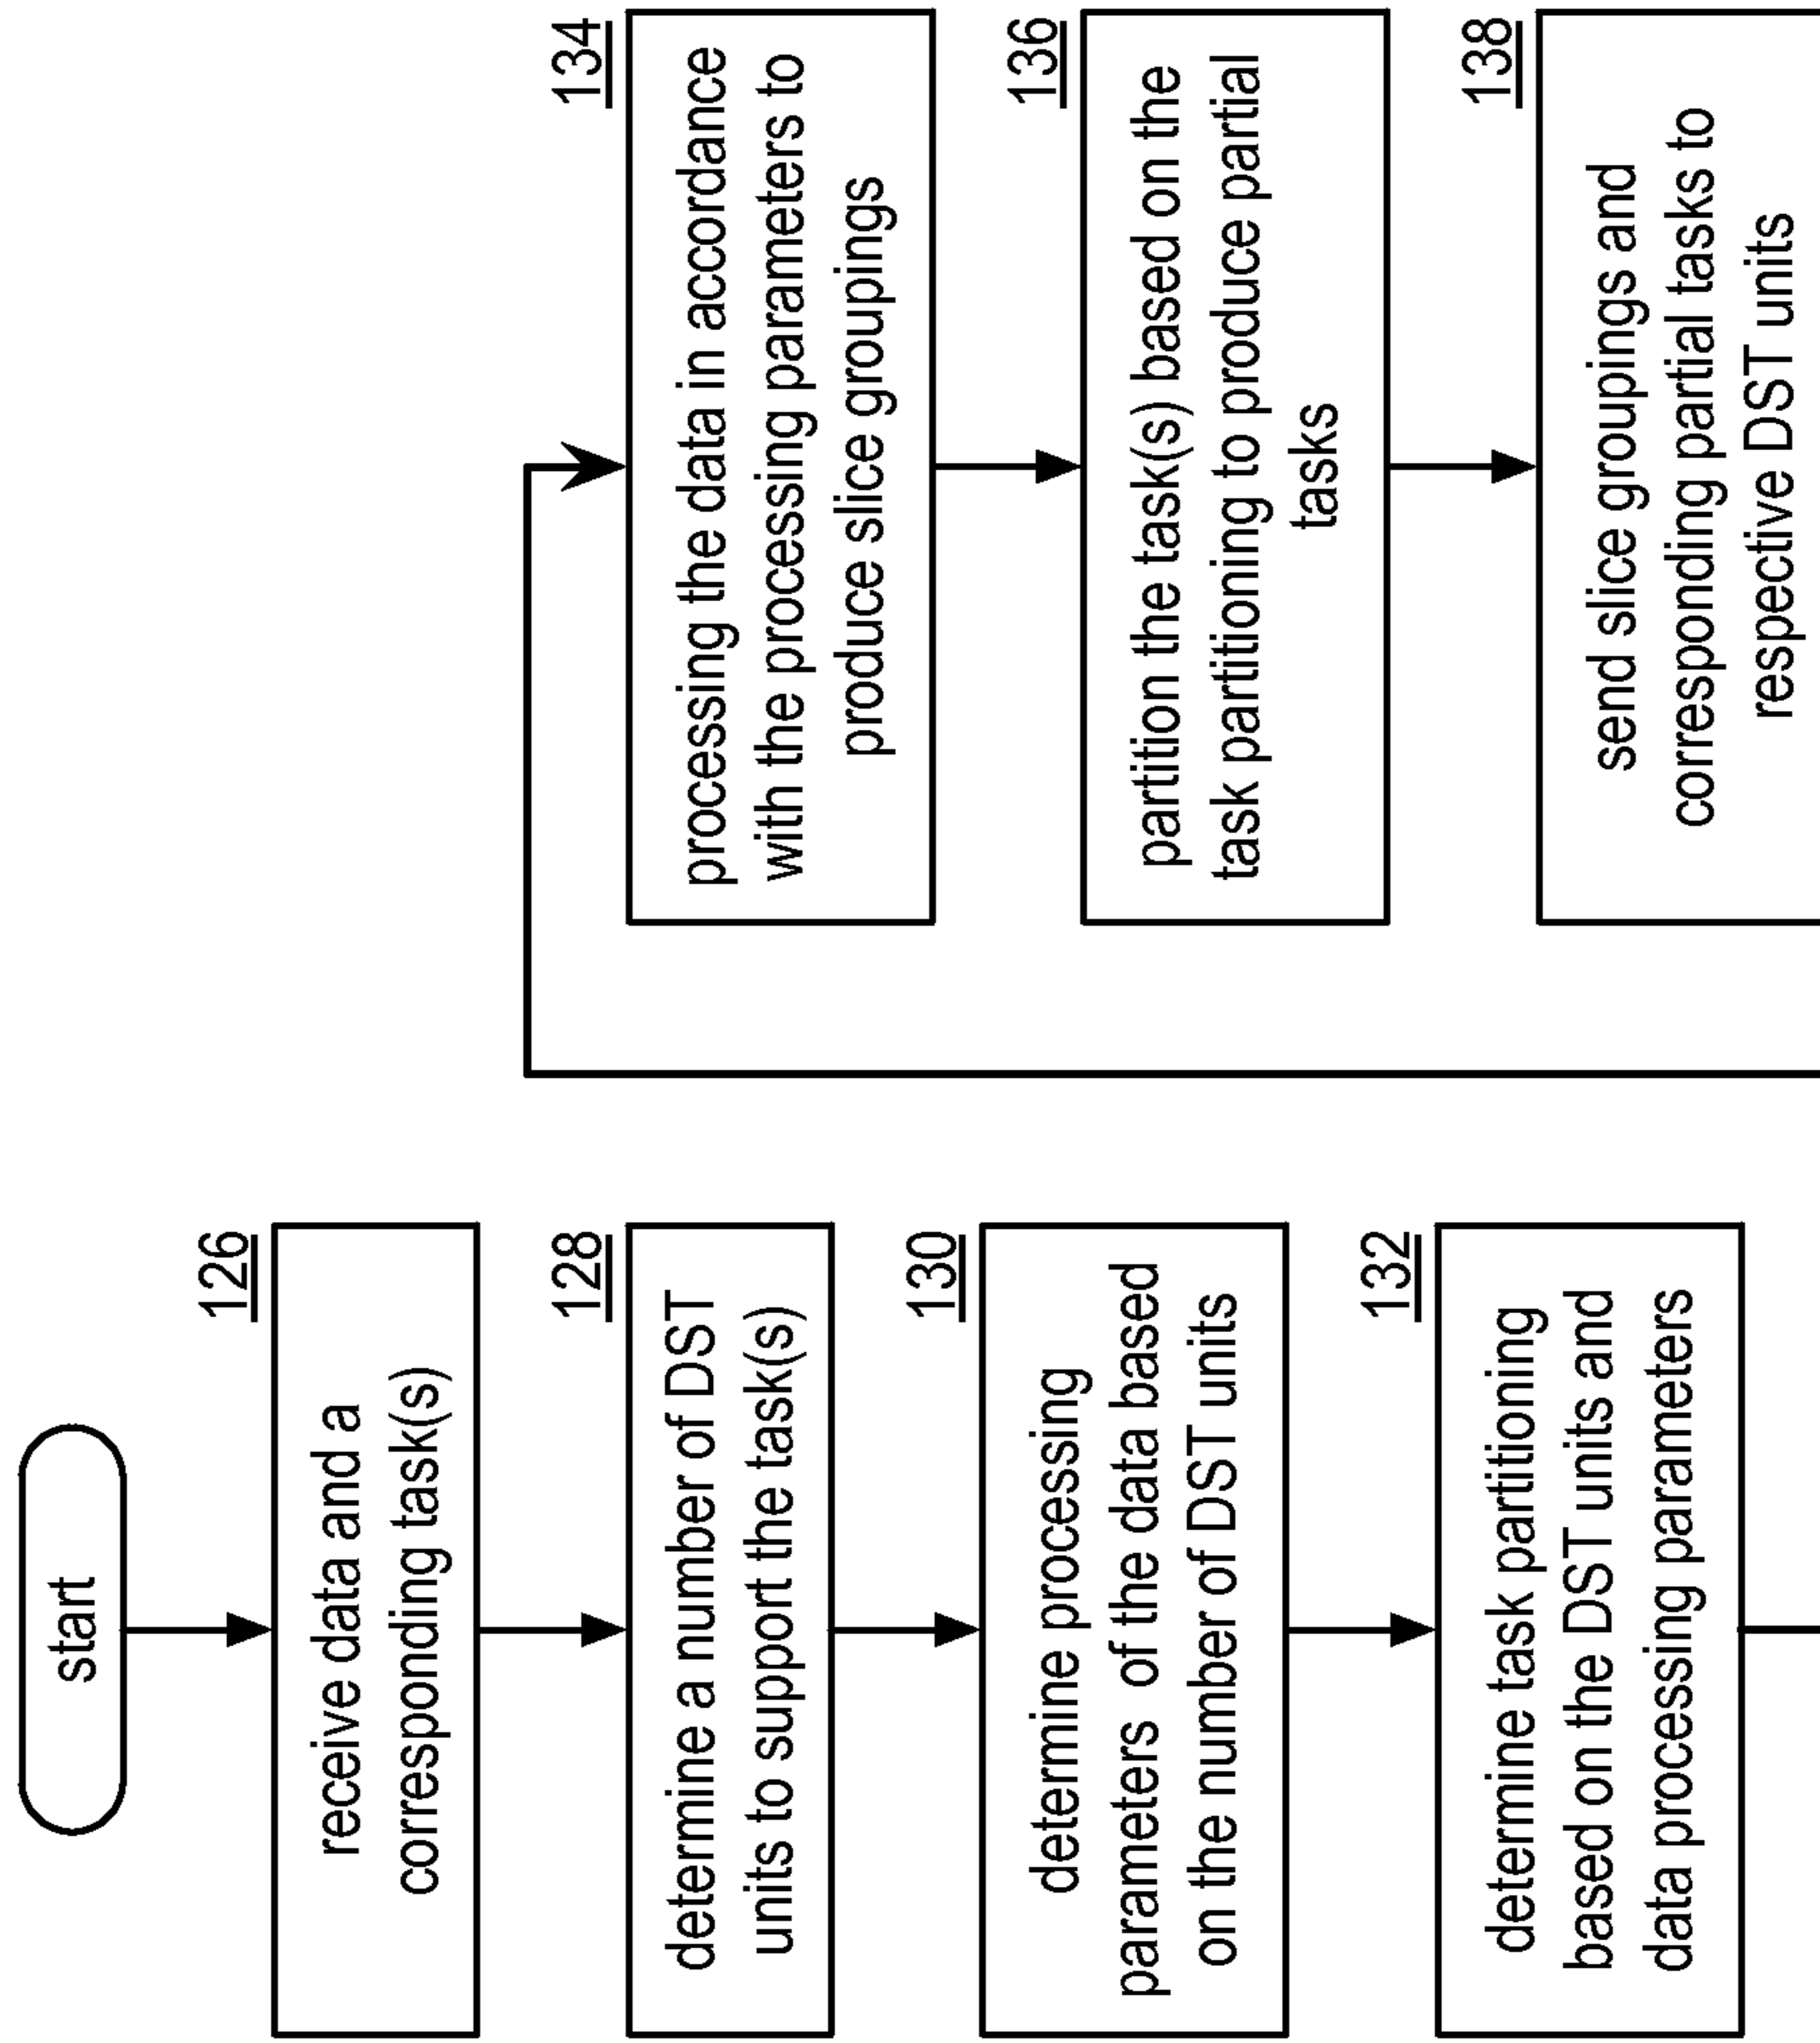 start
126
receive data and a
corresponding task(s)
128
determine a number of DST
units to support the task(s)
130
determine processing
parameters of the data based
on the number of DST units
132
determine task partitioning
based on the DST units and
data processing parameters
134
processing the data in accordance
with the processing parameters to
produce slice groupings
136
partition the task(s) based on the
task partitioning to produce partial
tasks
138
send slice groupings and
corresponding partial tasks to
respective DST units